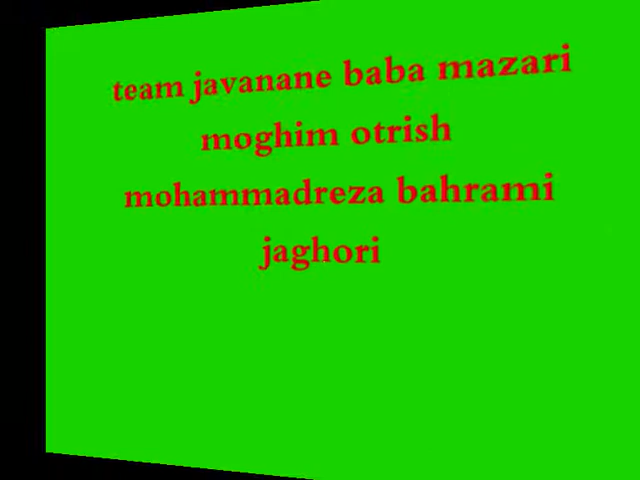 team javanane baba mazari
moghim otrish
mohammadreza bahrami
jaghori